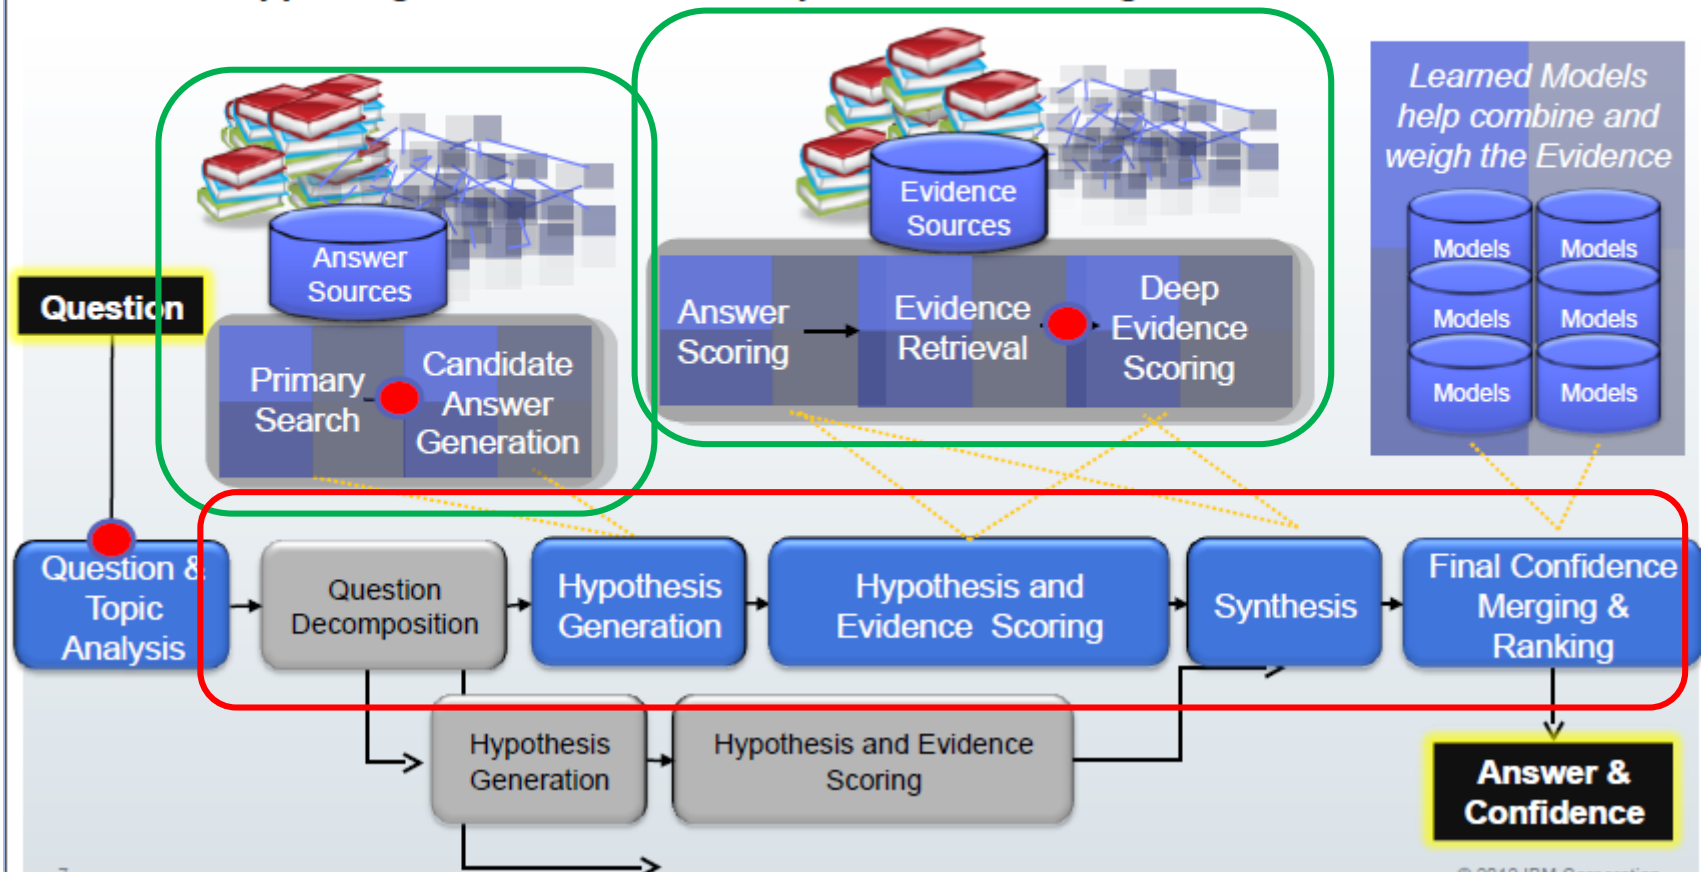 Learned Models
help combine and
weigh the Evidence
Evidence
Sources
Answer
Sources
Models
Models
Models
Models
Models
Models
Question
Primary
Search
Candidate
Answer
Generation
Answer
Scoring
Evidence
Retrieval
Deep
Evidence
Scoring
Question &
Topic
Analysis
Question
Decomposition
Hypothesis
Generation
Hypothesis and
Evidence Scoring
Synthesis
Final Confidence
Merging &
Ranking
Hypothesis
Generation
Hypothesis and Evidence
Scoring
Answer &
Confidence